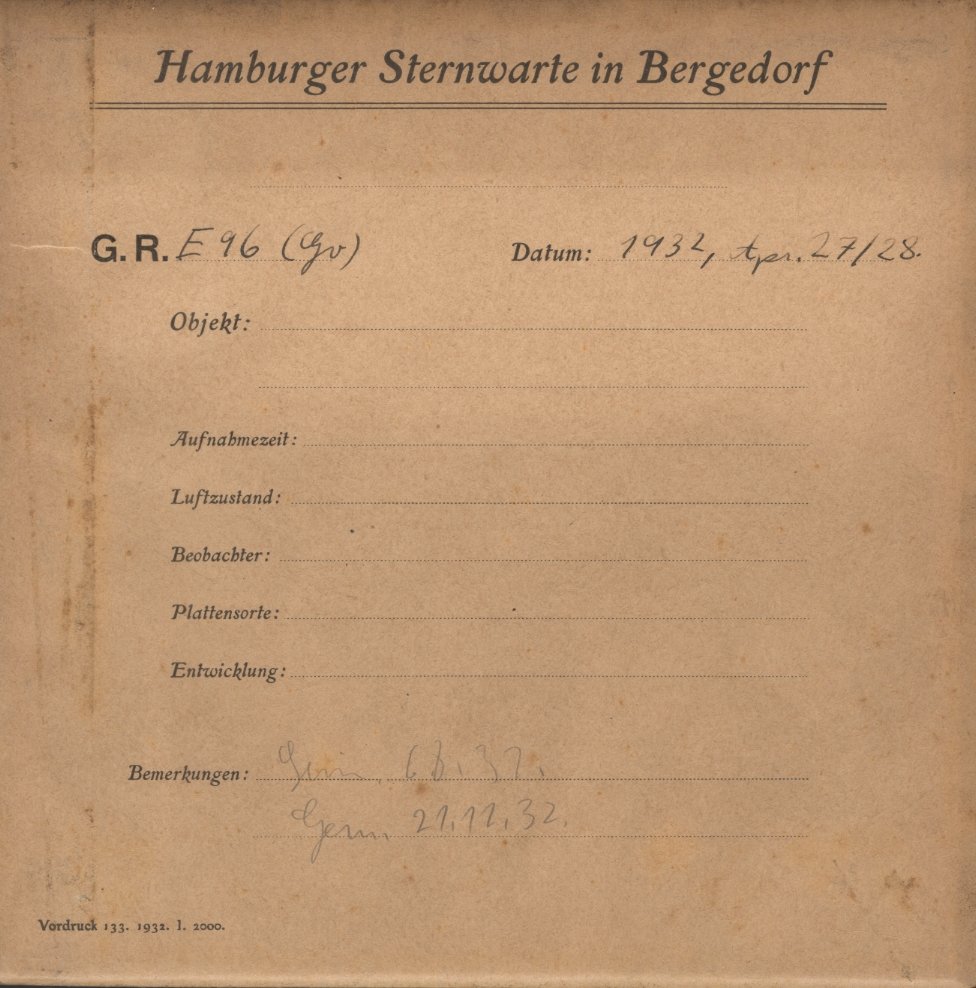 Hamburger Sternwarte in Bergedorf
G. R. E 96 (Gv) Datum: 1932, Apr. 27/28.
Objekt:
Aufnahmezeit:
Luftzustand:
Beobachter:
Plattensorte:
Entwicklung:
Bemerkungen:
Gem. 21.11.32.
Vordruck 133. 1932. I. 2000.